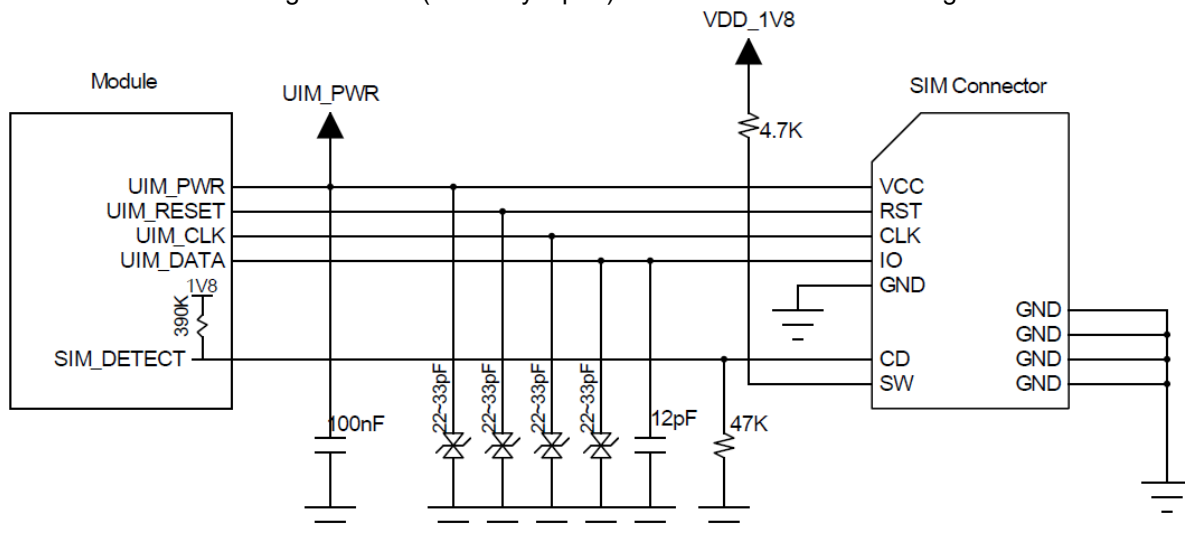 VDD_1V8
Module
UIM_PWR
SIM Connector
4.7K
UIM_PWR
VCC
UIM_RESET
RST
UIM_CLK
CLK
UIM_DATA
IO
1V8
GND
390K
GND
GND
SIM_DETECT
CD
GND
SW
GND
22~33pF
22~33pF
22~33pF
22~33pF
100nF
12pF
47K